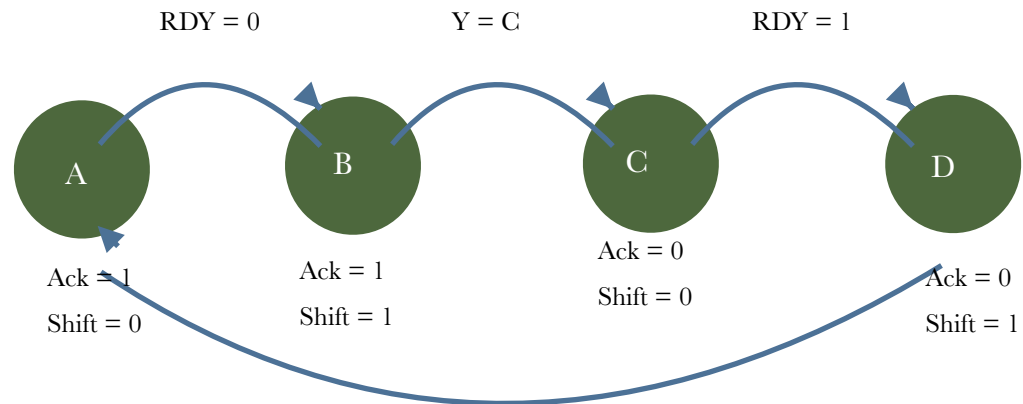 RDY = 0
Y = C
RDY = 1
A
B
C
D
Ack = 1
Shift = 0
Ack = 1
Shift = 1
Ack = 0
Shift = 0
Ack = 0
Shift = 1